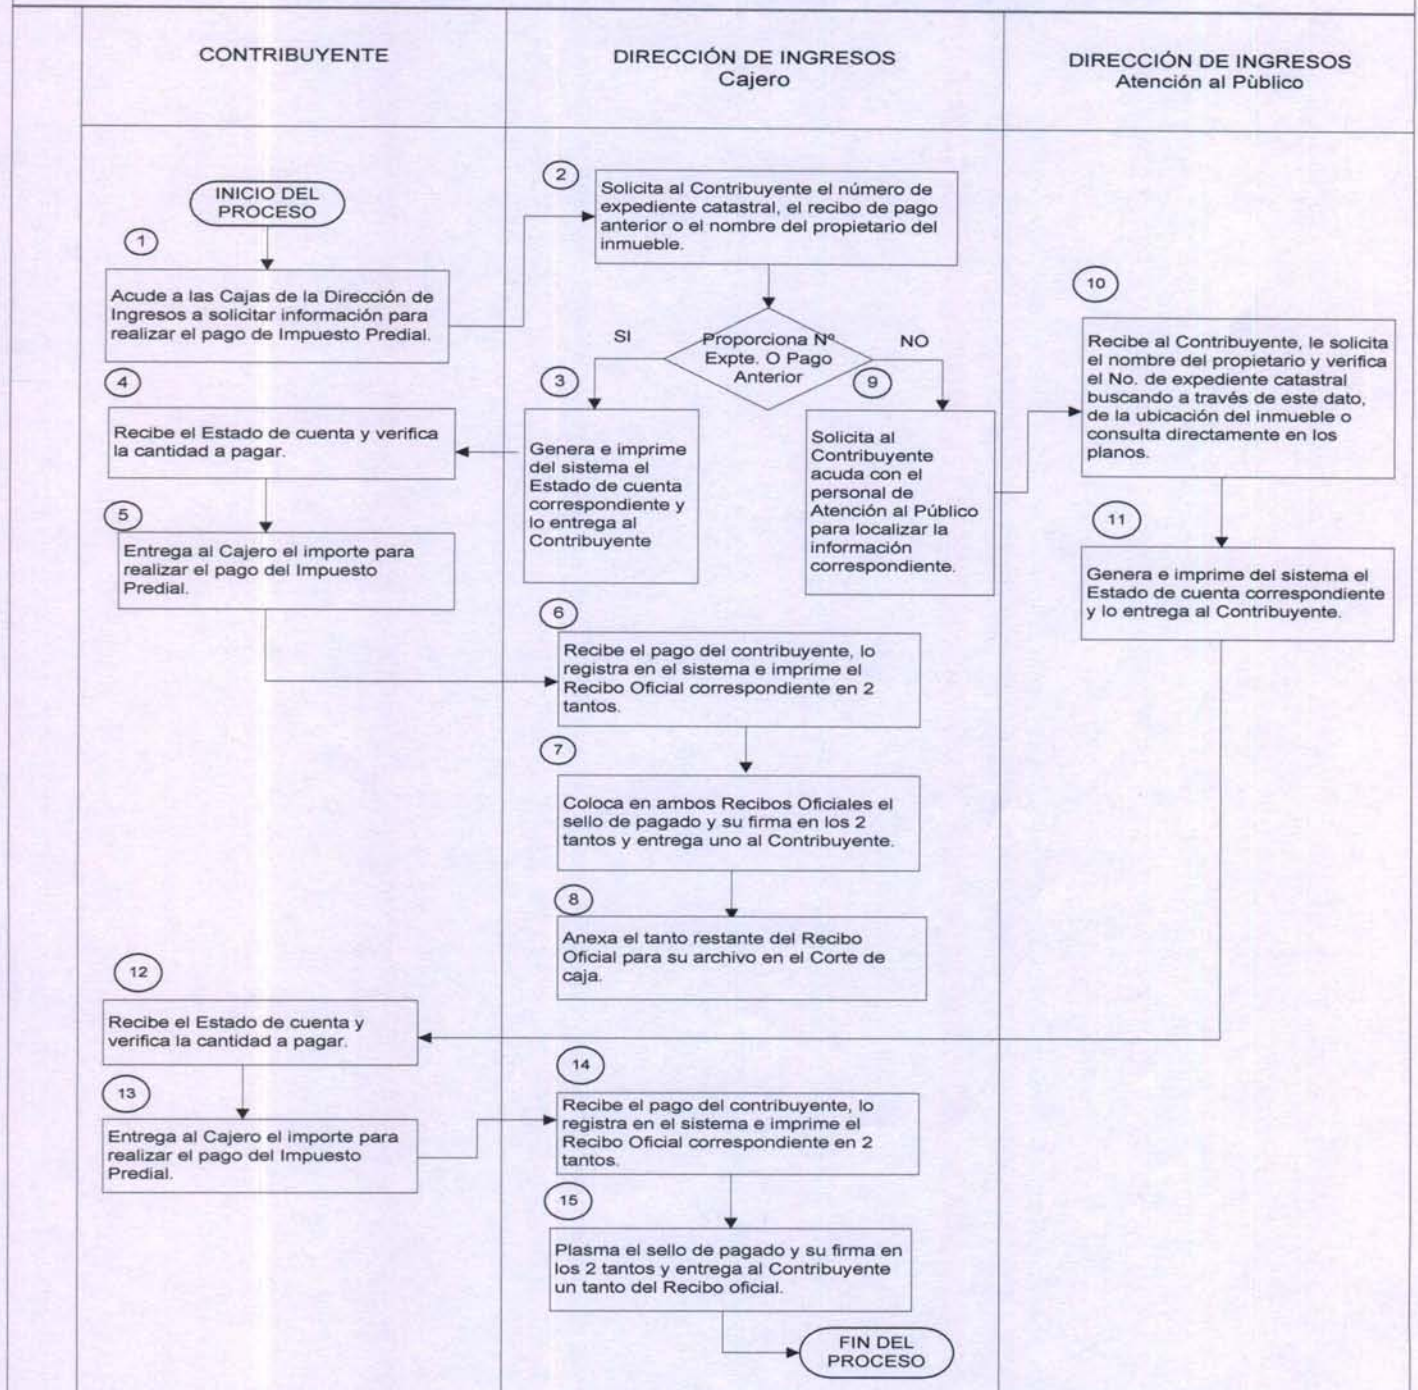 CONTRIBUYENTE
DIRECCIÓN DE INGRESOS
Cajero
DIRECCIÓN DE INGRESOS
Atención al Pùblico
INICIO DEL
PROCESO
1
Acude a las Cajas de la Dirección de
Ingresos a solicitar información para
realizar el pago de Impuesto Predial.
2
Solicita al Contribuyente el número de
expediente catastral, el recibo de pago
anterior o el nombre del propietario del
inmueble.
Proporciona Nº
Expte. O Pago
Anterior
SI
NO
3
Genera e imprime
del sistema el
Estado de cuenta
correspondiente y
lo entrega al
Contribuyente
4
Recibe el Estado de cuenta y verifica
la cantidad a pagar.
5
Entrega al Cajero el importe para
realizar el pago del Impuesto
Predial.
6
Recibe el pago del contribuyente, lo
registra en el sistema e imprime el
Recibo Oficial correspondiente en 2
tantos.
7
Coloca en ambos Recibos Oficiales el
sello de pagado y su firma en los 2
tantos y entrega uno al Contribuyente.
8
Anexa el tanto restante del Recibo
Oficial para su archivo en el Corte de
caja.
9
Solicita al
Contribuyente
acuda con el
personal de
Atención al Público
para localizar la
información
correspondiente.
10
Recibe al Contribuyente, le solicita
el nombre del propietario y verifica
el No. de expediente catastral
buscando a través de este dato,
de la ubicación del inmueble o
consulta directamente en los
planos.
11
Genera e imprime del sistema el
Estado de cuenta correspondiente
y lo entrega al Contribuyente.
12
Recibe el Estado de cuenta y
verifica la cantidad a pagar.
13
Entrega al Cajero el importe para
realizar el pago del Impuesto
Predial.
14
Recibe el pago del contribuyente, lo
registra en el sistema e imprime el
Recibo Oficial correspondiente en 2
tantos.
15
Plasma el sello de pagado y su firma en
los 2 tantos y entrega al Contribuyente
un tanto del Recibo oficial.
FIN DEL
PROCESO